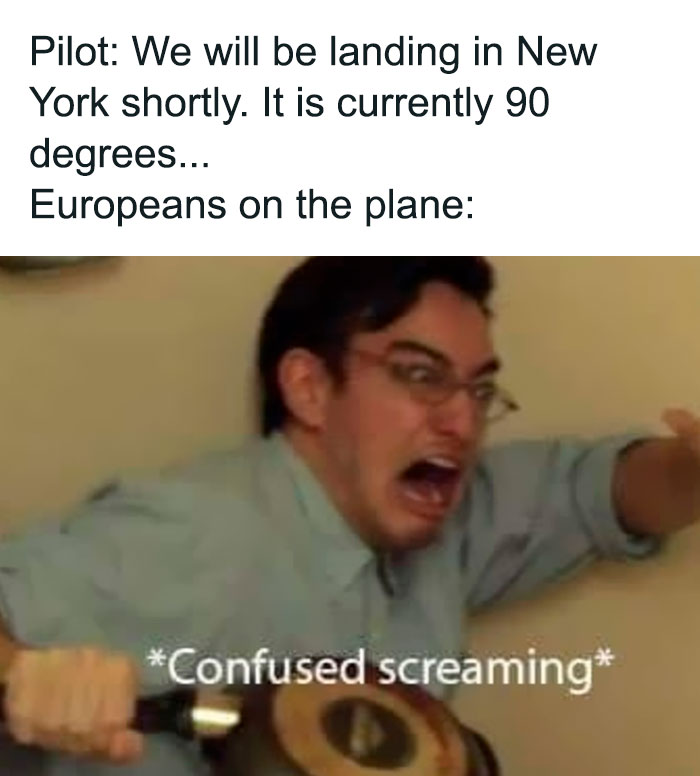 Pilot: We will be landing in New
York shortly. It is currently 90
degrees...
Europeans on the plane:
*Confused screaming*